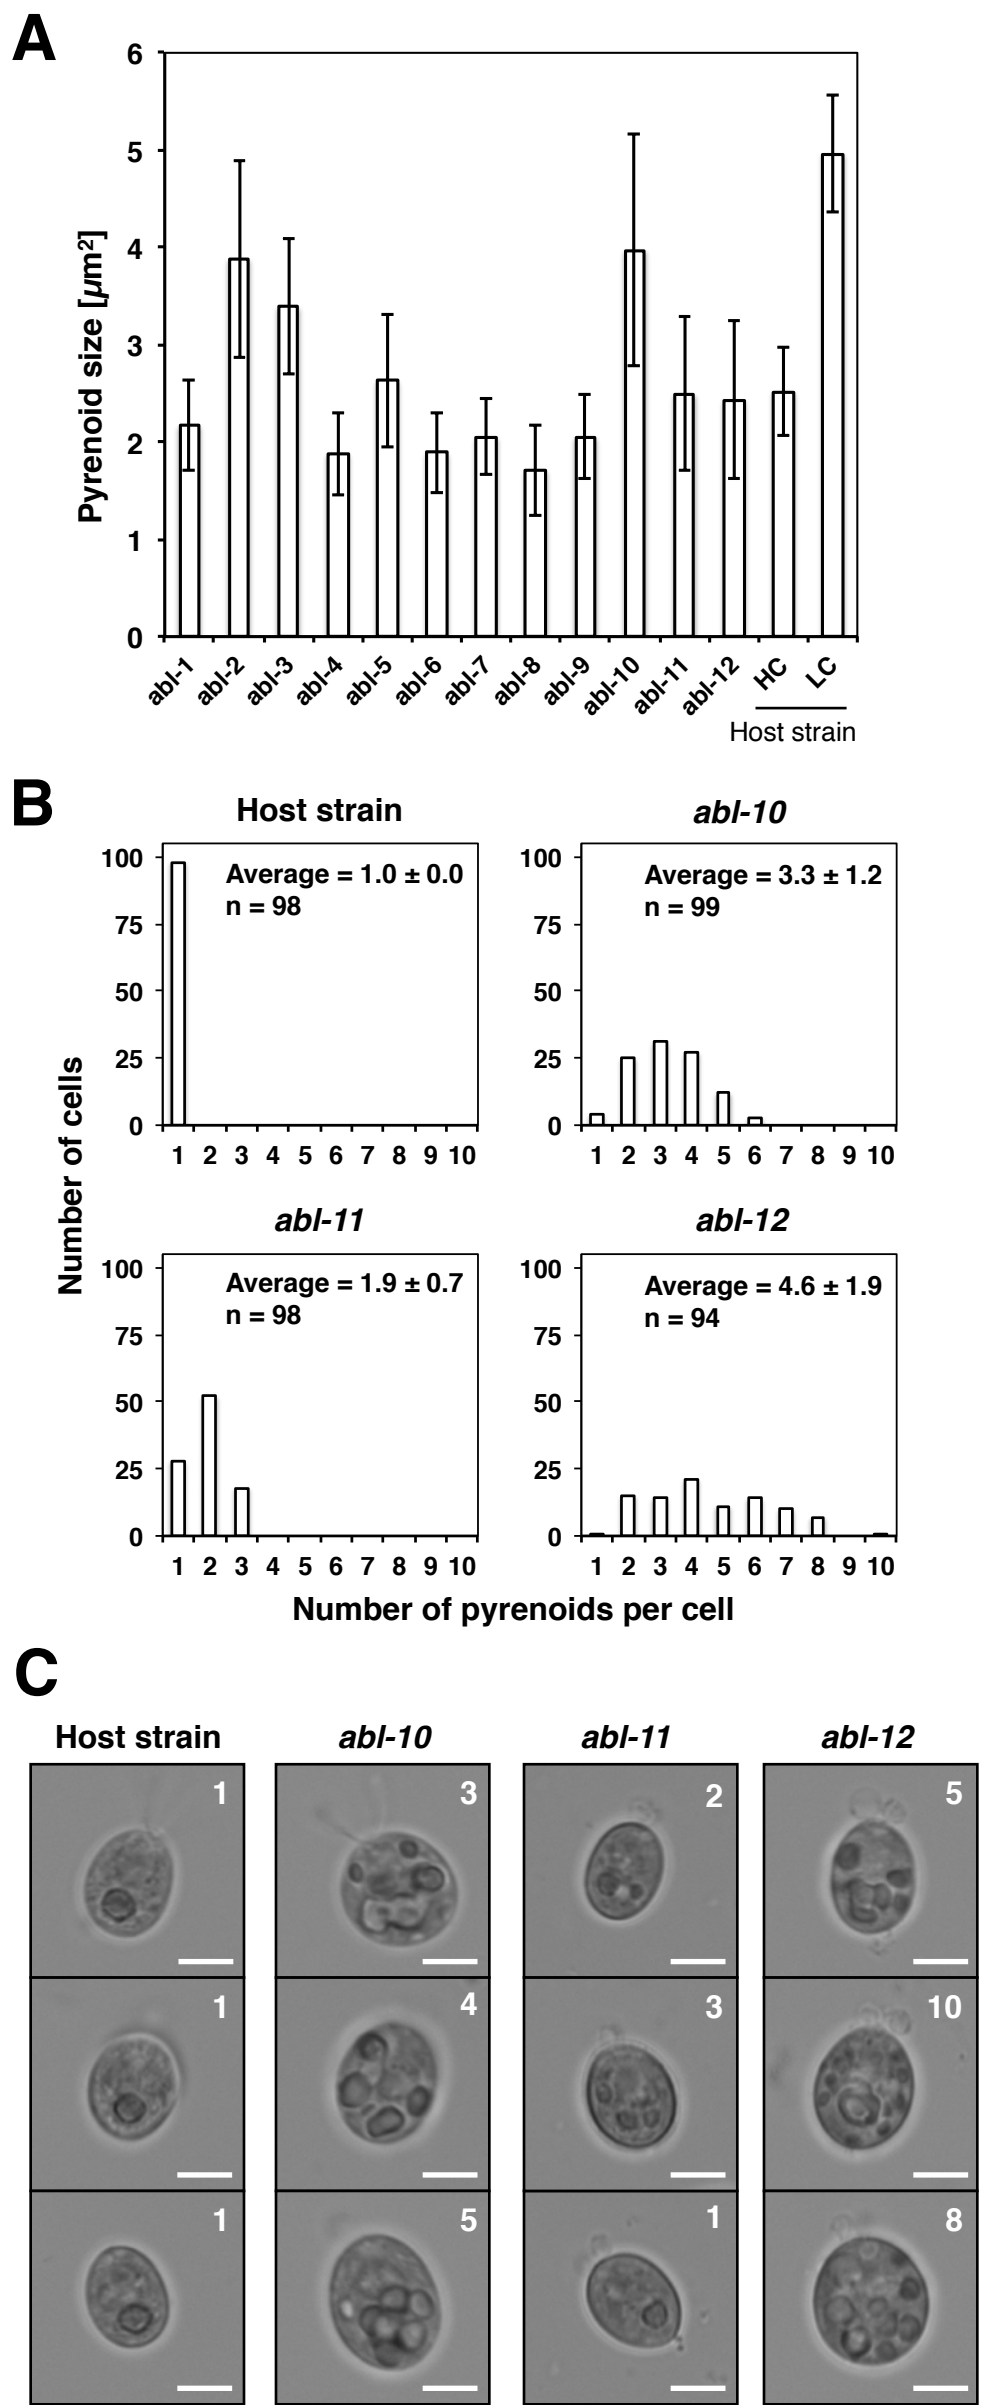 A
6
5
4
3
2
1
0
Pyrenoid size [μm²]
abl-1 abl-2 abl-3 abl-4 abl-5 abl-6 abl-7 abl-8 abl-9 abl-10 abl-11 abl-12 HC LC
Host strain
B
Number of cells
Host strain
100
75
50
25
0
Average = 1.0 ± 0.0
n = 98
1 2 3 4 5 6 7 8 9 10
abl-10
100
75
50
25
0
Average = 3.3 ± 1.2
n = 99
1 2 3 4 5 6 7 8 9 10
abl-11
100
75
50
25
0
Average = 1.9 ± 0.7
n = 98
1 2 3 4 5 6 7 8 9 10
abl-12
100
75
50
25
0
Average = 4.6 ± 1.9
n = 94
1 2 3 4 5 6 7 8 9 10
Number of pyrenoids per cell
C
Host strain abl-10 abl-11 abl-12
1 3 2 5
1 4 3 10
1 5 1 8